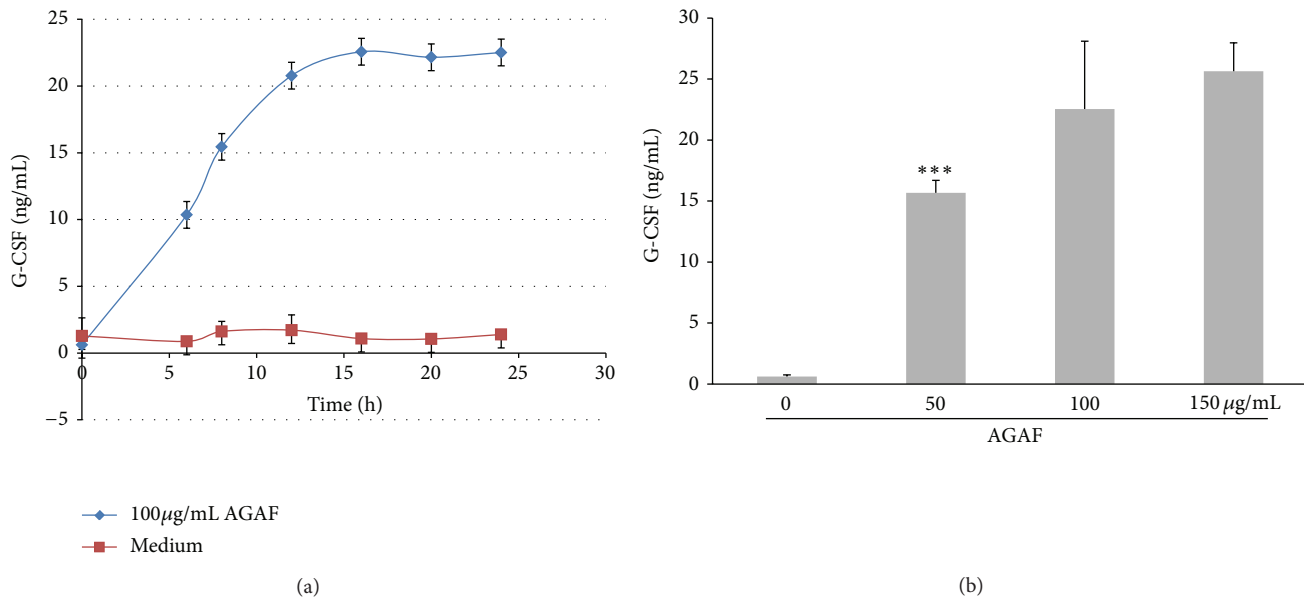 25
20
15
10
5
0
−5
G-CSF (ng/mL)
0 5 10 15 20 25 30
Time (h)
100μg/mL AGAF
Medium
(a)
30
25
20
15
10
5
0
G-CSF (ng/mL)
***
0 50 100 150 μg/mL
AGAF
(b)